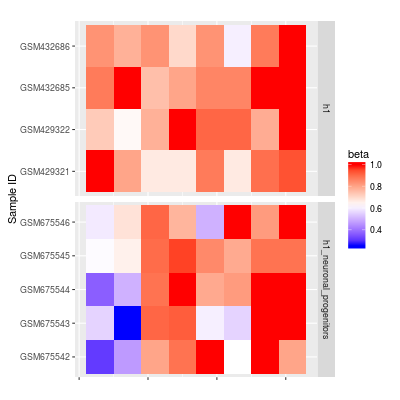 Sample ID
GSM432686
GSM432685
GSM429322
GSM429321
h1
GSM675546
GSM675545
GSM675544
GSM675543
GSM675542
h1_neuronal_progenitors
beta
1.0
0.8
0.6
0.4